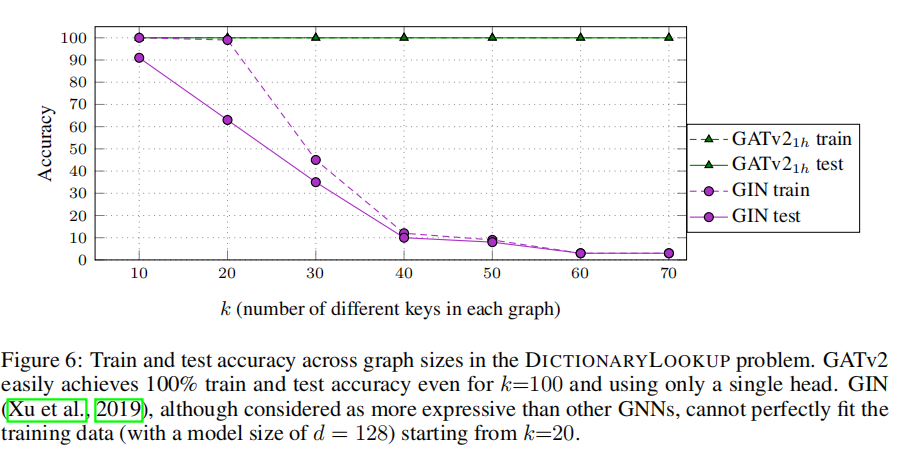 100
90
80
70
60
50
40
30
20
10
0
Accuracy
10 20 30 40 50 60 70
k (number of different keys in each graph)
GATv2₁ₕ train
GATv2₁ₕ test
GIN train
GIN test
Figure 6: Train and test accuracy across graph sizes in the DICTIONARYLOOKUP problem. GATv2
easily achieves 100% train and test accuracy even for k=100 and using only a single head. GIN
(Xu et al., 2019), although considered as more expressive than other GNNs, cannot perfectly fit the
training data (with a model size of d = 128) starting from k=20.